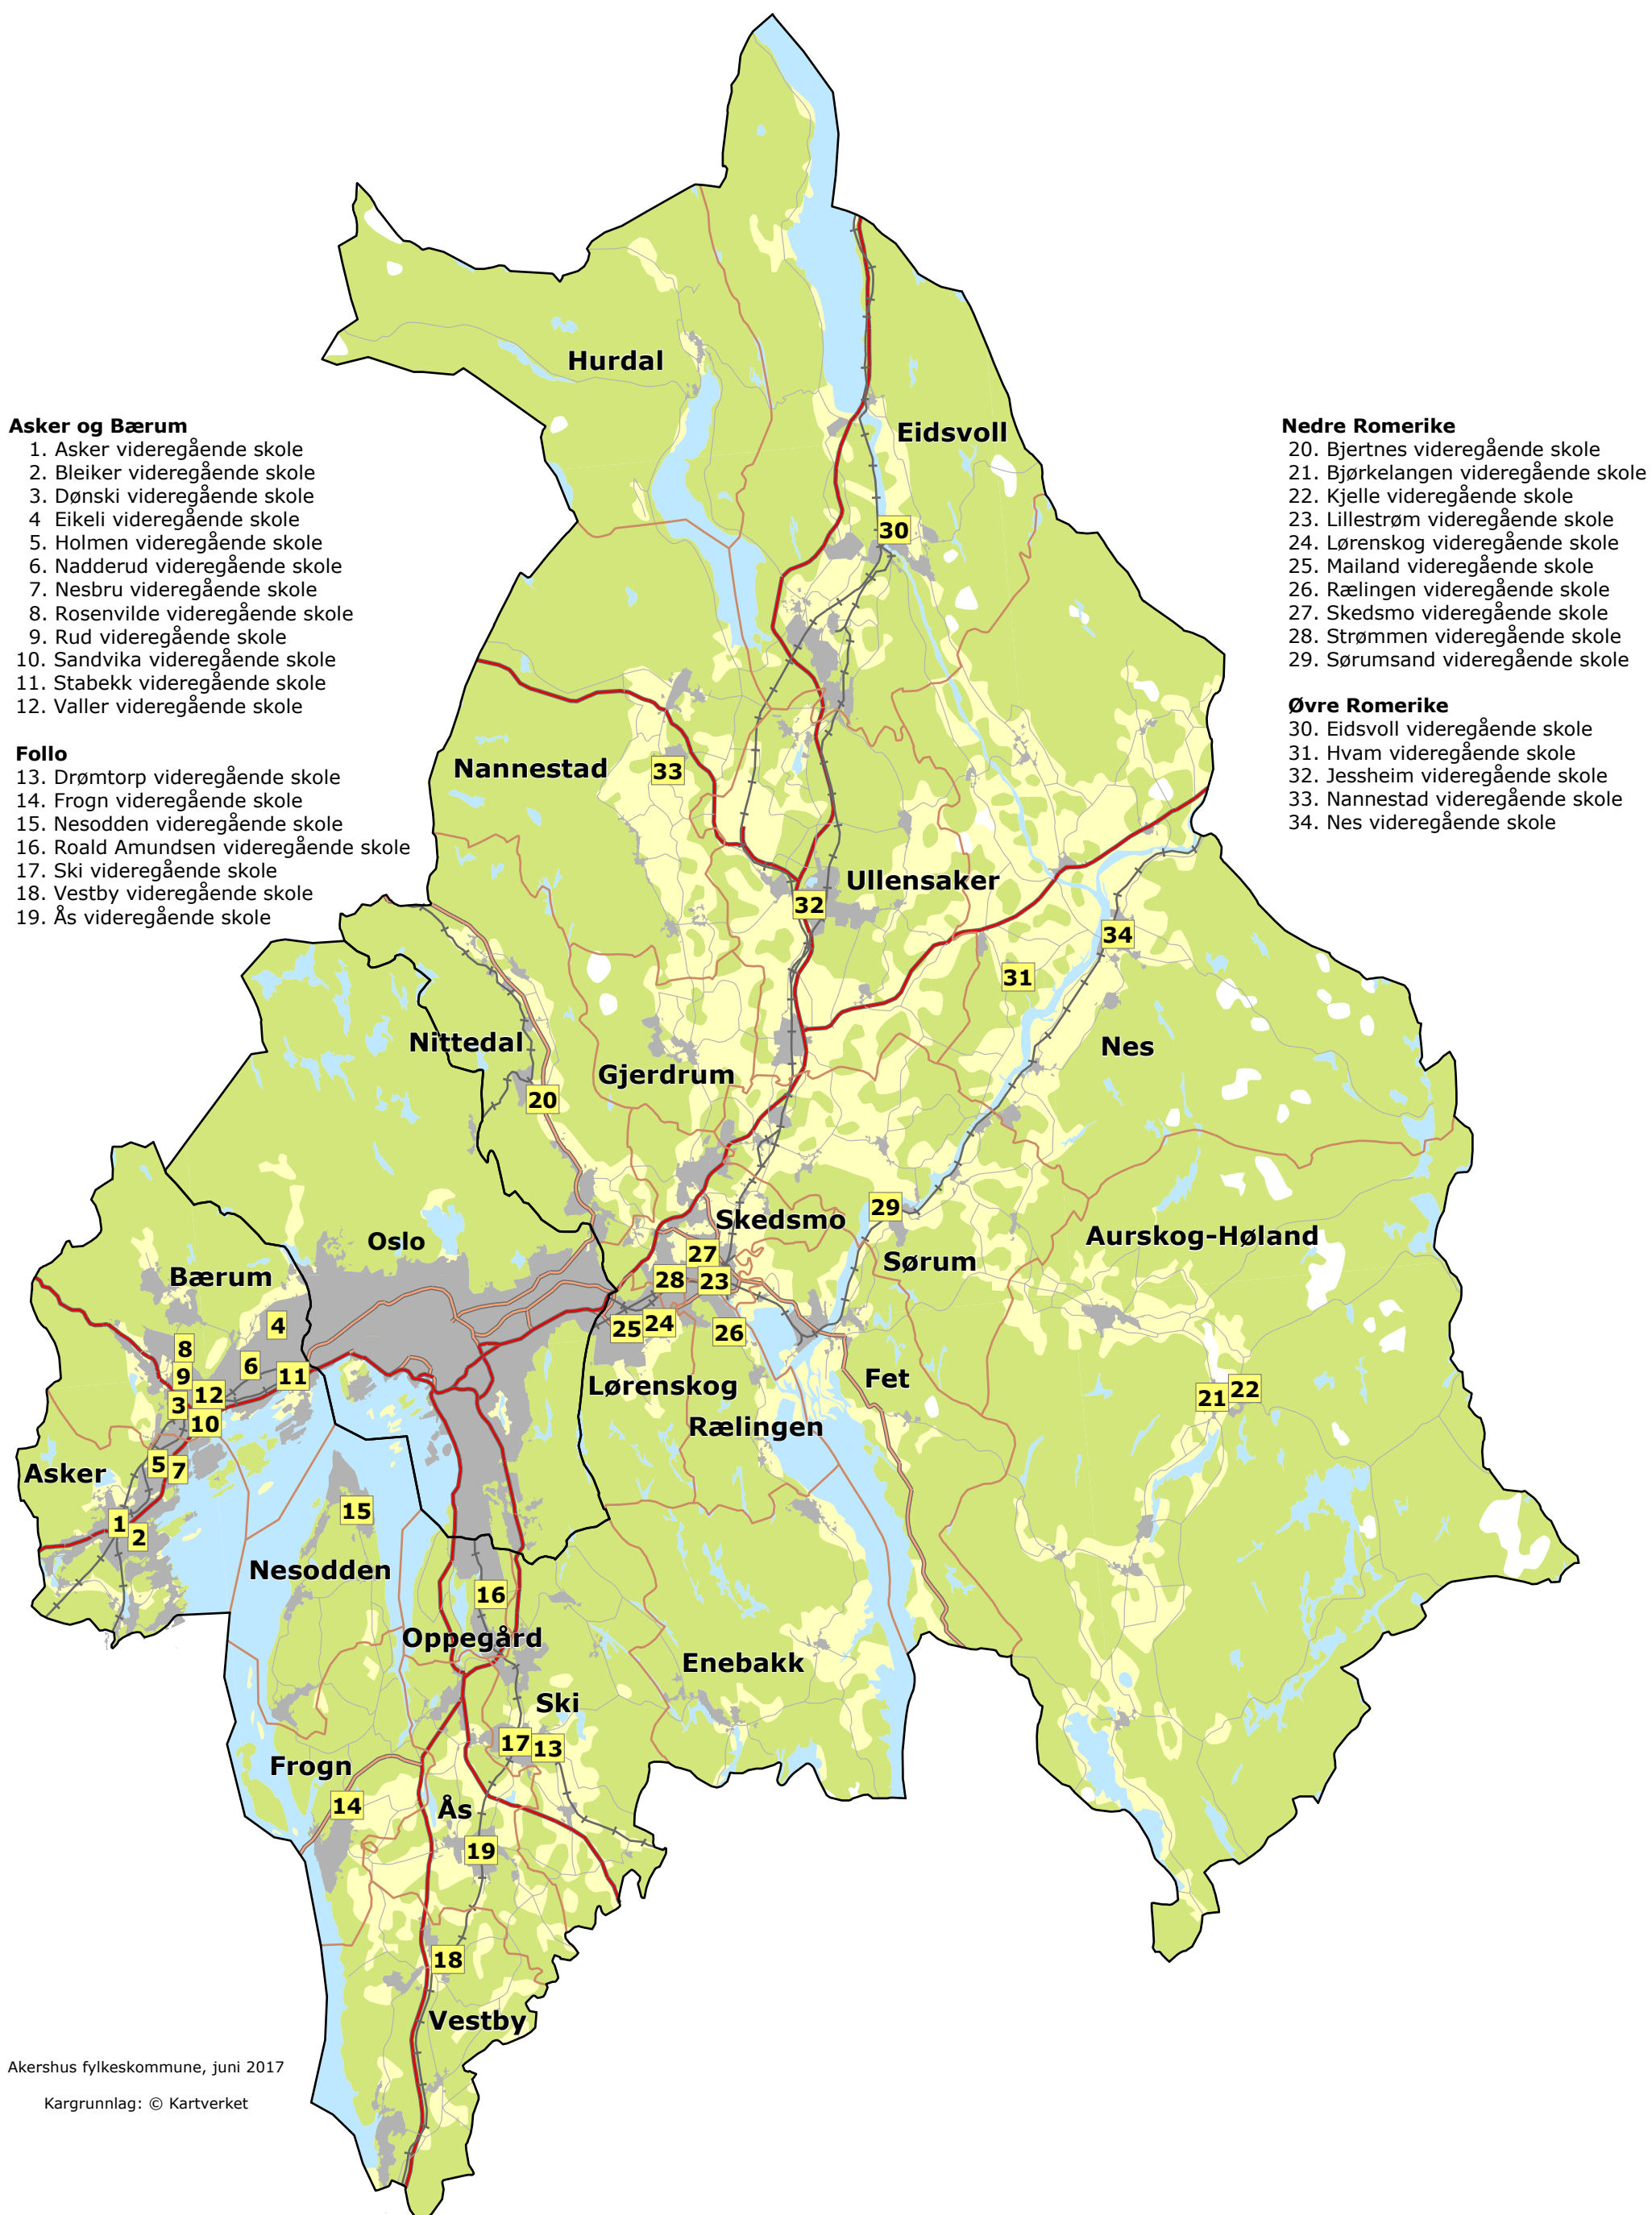 Asker og Bærum
1. Asker videregående skole
2. Bleiker videregående skole
3. Dønski videregående skole
4 Eikeli videregående skole
5. Holmen videregående skole
6. Nadderud videregående skole
7. Nesbru videregående skole
8. Rosenvilde videregående skole
9. Rud videregående skole
10. Sandvika videregående skole
11. Stabekk videregående skole
12. Valler videregående skole
Follo
13. Drømtorp videregående skole
14. Frogn videregående skole
15. Nesodden videregående skole
16. Roald Amundsen videregående skole
17. Ski videregående skole
18. Vestby videregående skole
19. Ås videregående skole
Nedre Romerike
20. Bjertnes videregående skole
21. Bjørkelangen videregående skole
22. Kjelle videregående skole
23. Lillestrøm videregående skole
24. Lørenskog videregående skole
25. Mailand videregående skole
26. Rælingen videregående skole
27. Skedsmo videregående skole
28. Strømmen videregående skole
29. Sørumsand videregående skole
Øvre Romerike
30. Eidsvoll videregående skole
31. Hvam videregående skole
32. Jessheim videregående skole
33. Nannestad videregående skole
34. Nes videregående skole
Hurdal
Eidsvoll
30
Nannestad
33
Ullensaker
32
34
31
Nittedal
Nes
Gjerdrum
20
29
Skedsmo
Aurskog-Høland
Oslo
27
Sørum
Bærum
28
23
4
25
24
26
8
6
9
11
12
Lørenskog
Fet
22
21
3
10
Rælingen
5
7
Asker
15
1
2
Nesodden
16
Oppegård
Enebakk
Ski
17
13
Frogn
14
Ås
19
18
Vestby
Akershus fylkeskommune, juni 2017
Kargrunnlag: © Kartverket